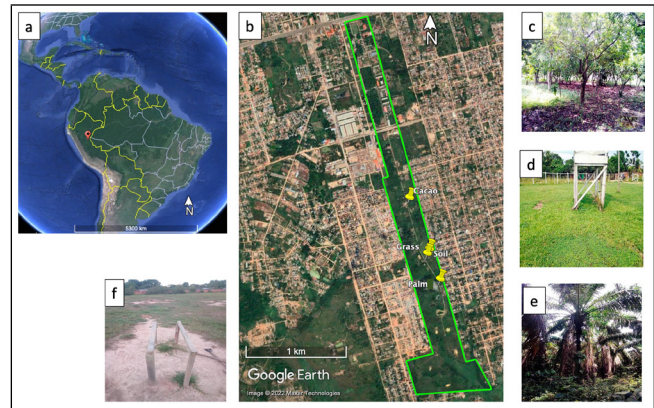 a
N
5300 km
b
N
Cacao
Grass
Soil
Palm
1 km
Google Earth
Image © 2022 Maxar Technologies
c
d
e
f